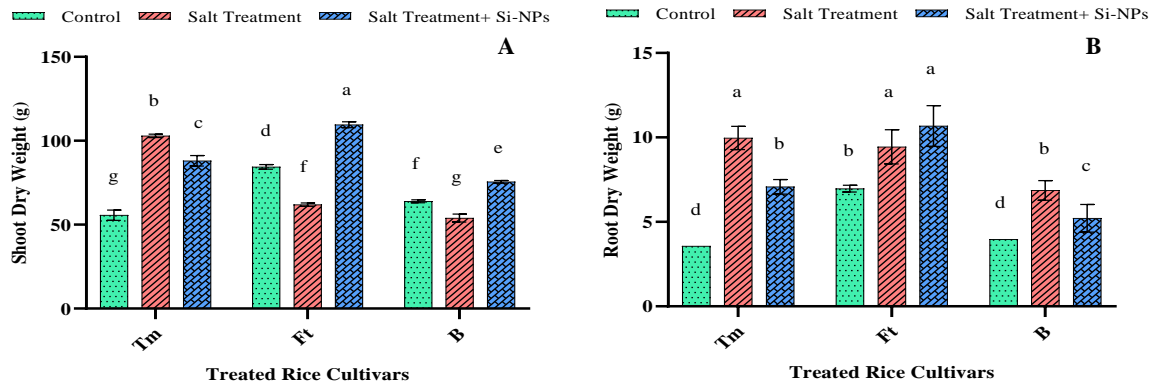 Control Salt Treatment Salt Treatment+ Si-NPs
A
Shoot Dry Weight (g)
150
100
50
0
g b c d f a f g e
Tm Ft B
Treated Rice Cultivars
Control Salt Treatment Salt Treatment+ Si-NPs
B
Root Dry Weight (g)
15
10
5
0
d a b b a a d b c
Tm Ft B
Treated Rice Cultivars